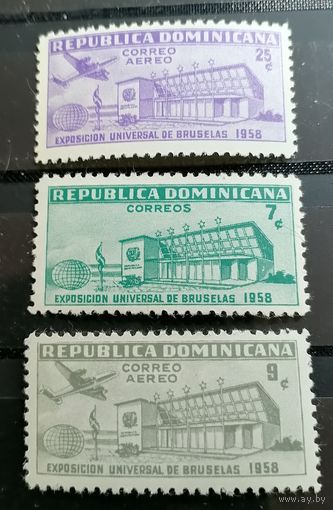 REPUBLICA DOMINICANA
CORREO
AEREO
25
¢
EXPOSICION UNIVERSAL DE BRUSELAS 1958
REPUBLICA DOMINICANA
CORREOS
7
¢
EXPOSICION UNIVERSAL DE BRUSELAS 1958
REPUBLICA DOMINICANA
CORREO
AEREO
9
¢
EXPOSICION UNIVERSAL DE BRUSELAS 1958
www.ay.by